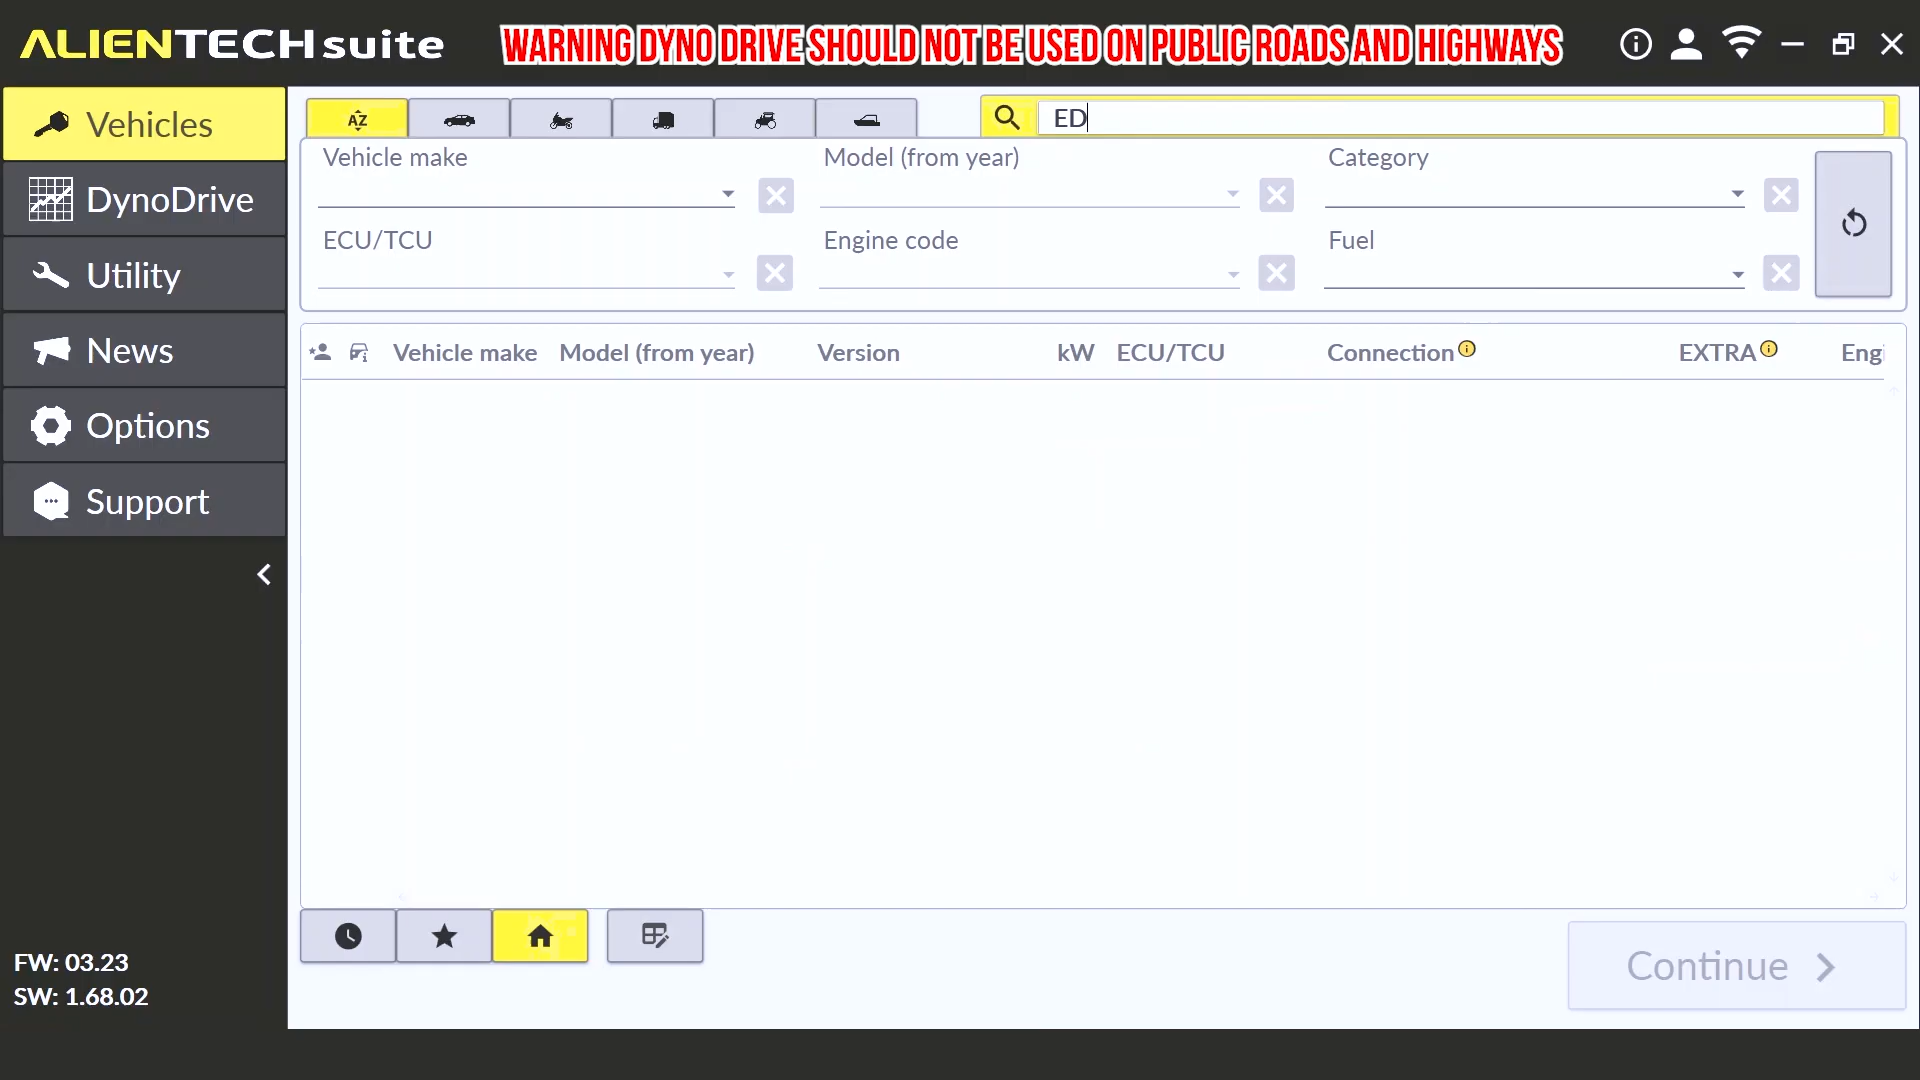 ALIENTECH suite
WARNING DYNO DRIVE SHOULD NOT BE USED ON PUBLIC ROADS AND HIGHWAYS
Vehicles
DynoDrive
Utility
News
Options
Support
FW: 03.23
SW: 1.68.02
AZ
ED
Vehicle make
Model (from year)
Category
ECU/TCU
Engine code
Fuel
Vehicle make Model (from year) Version kW ECU/TCU Connection EXTRA Engi
Continue